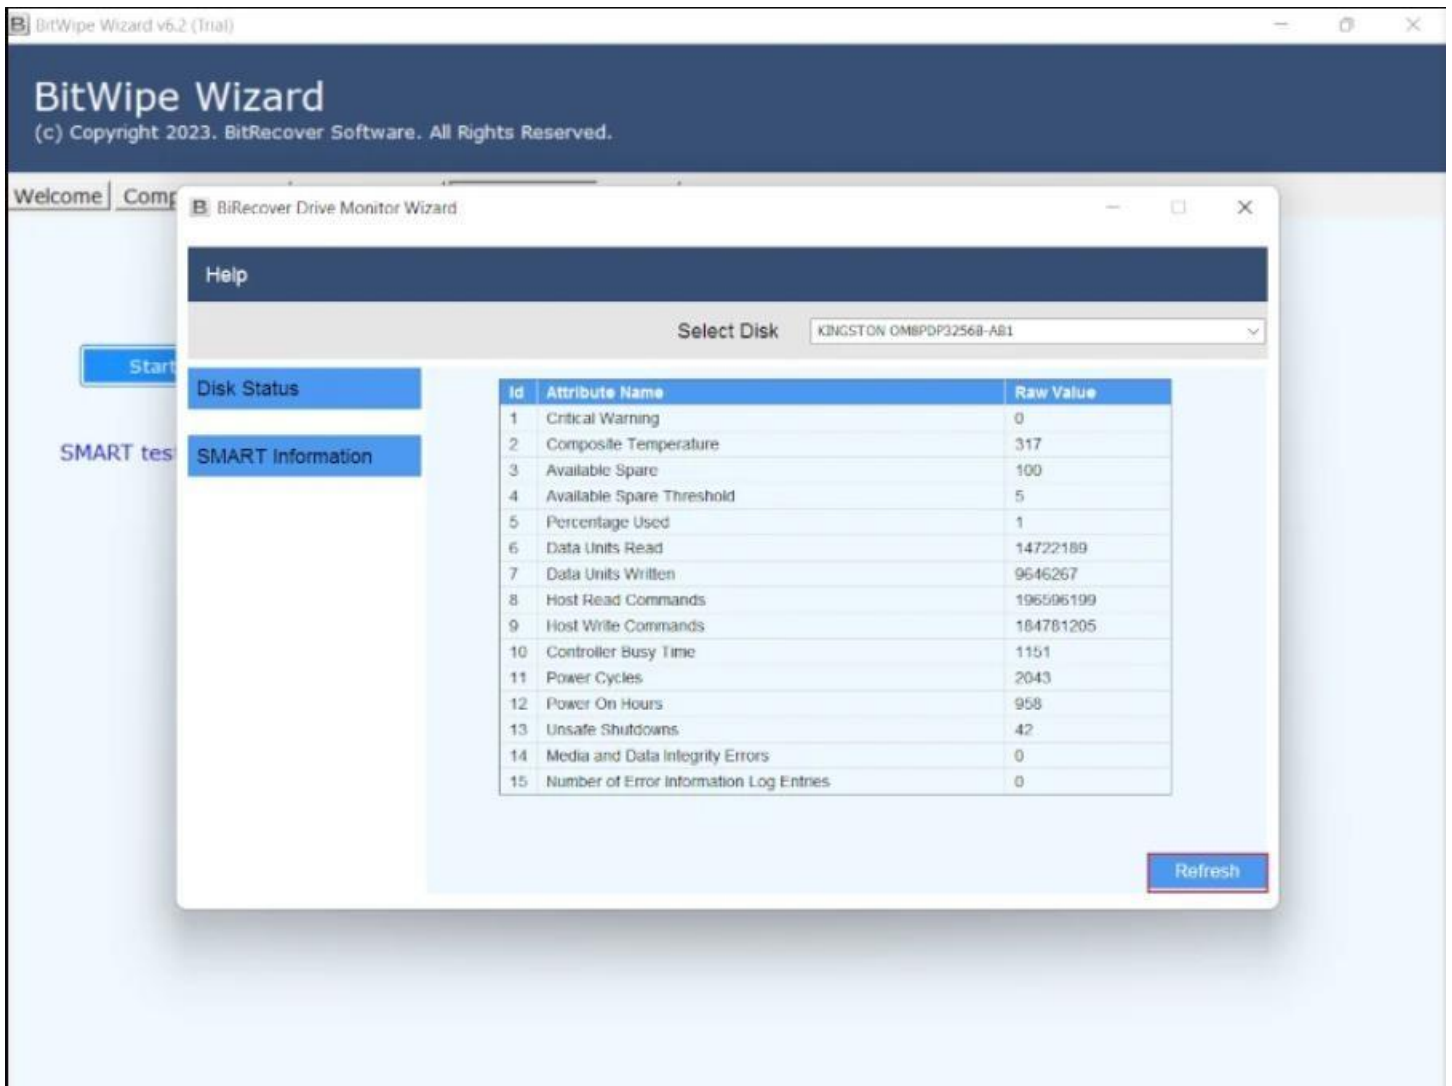 BitWipe Wizard v6.2 (Trial)
BitWipe Wizard
(c) Copyright 2023. BitRecover Software. All Rights Reserved.
Welcome Comp
BiRecover Drive Monitor Wizard
Help
Select Disk KINGSTON OM8PDP3256B-AB1
Start
Disk Status
SMART test
SMART Information
Id Attribute Name Raw Value
1 Critical Warning 0
2 Composite Temperature 317
3 Available Spare 100
4 Available Spare Threshold 5
5 Percentage Used 1
6 Data Units Read 14722189
7 Data Units Written 9646267
8 Host Read Commands 196596199
9 Host Write Commands 184781205
10 Controller Busy Time 1151
11 Power Cycles 2043
12 Power On Hours 958
13 Unsafe Shutdowns 42
14 Media and Data Integrity Errors 0
15 Number of Error Information Log Entries 0
Refresh